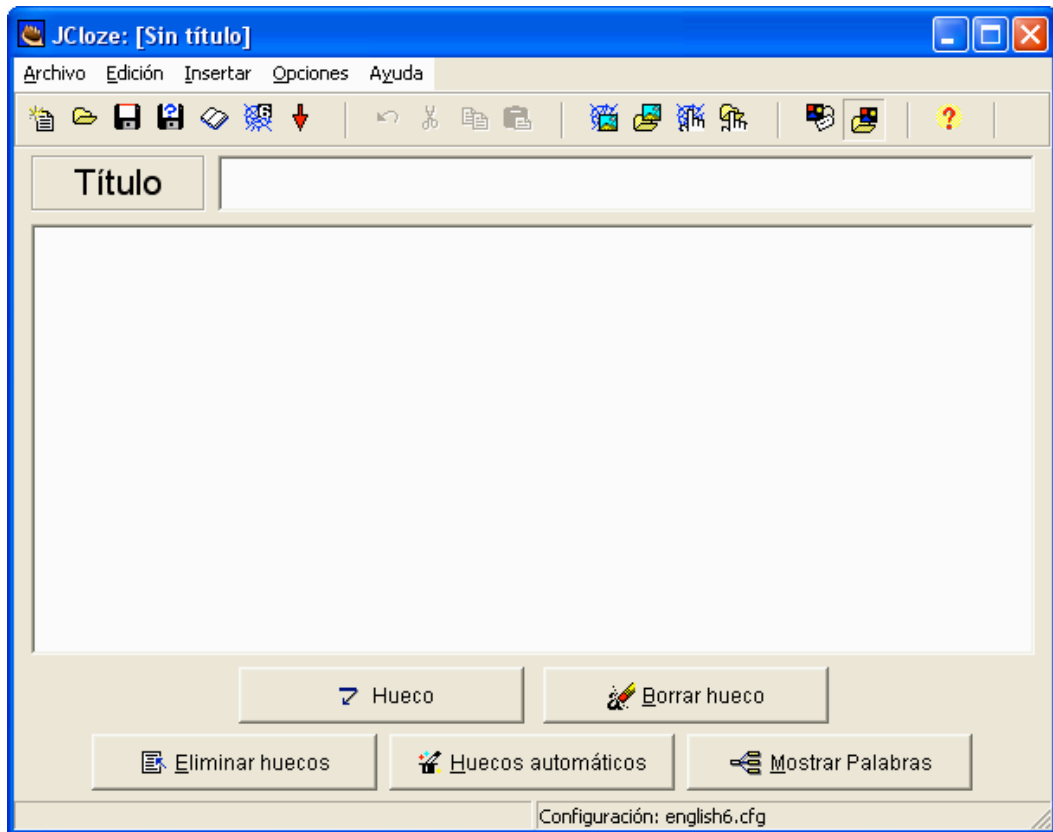 JCloze: [Sin título]
Archivo Edición Insertar Opciones Ayuda
Título
Hueco Borrar hueco
Eliminar huecos Huecos automáticos Mostrar Palabras
Configuración: english6.cfg